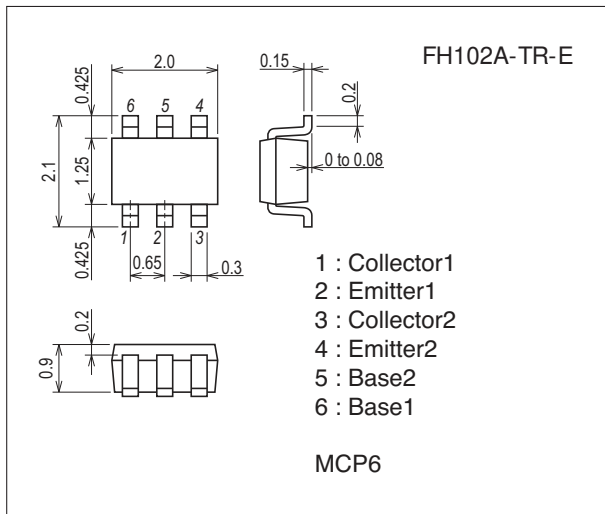 FH102A-TR-E
2.0
0.15
0.425
0.2
6 5 4
2.1
1.25
0 to 0.08
1 2 3
0.425
0.65
0.3
1 : Collector1
2 : Emitter1
3 : Collector2
4 : Emitter2
5 : Base2
6 : Base1
0.2
0.9
MCP6